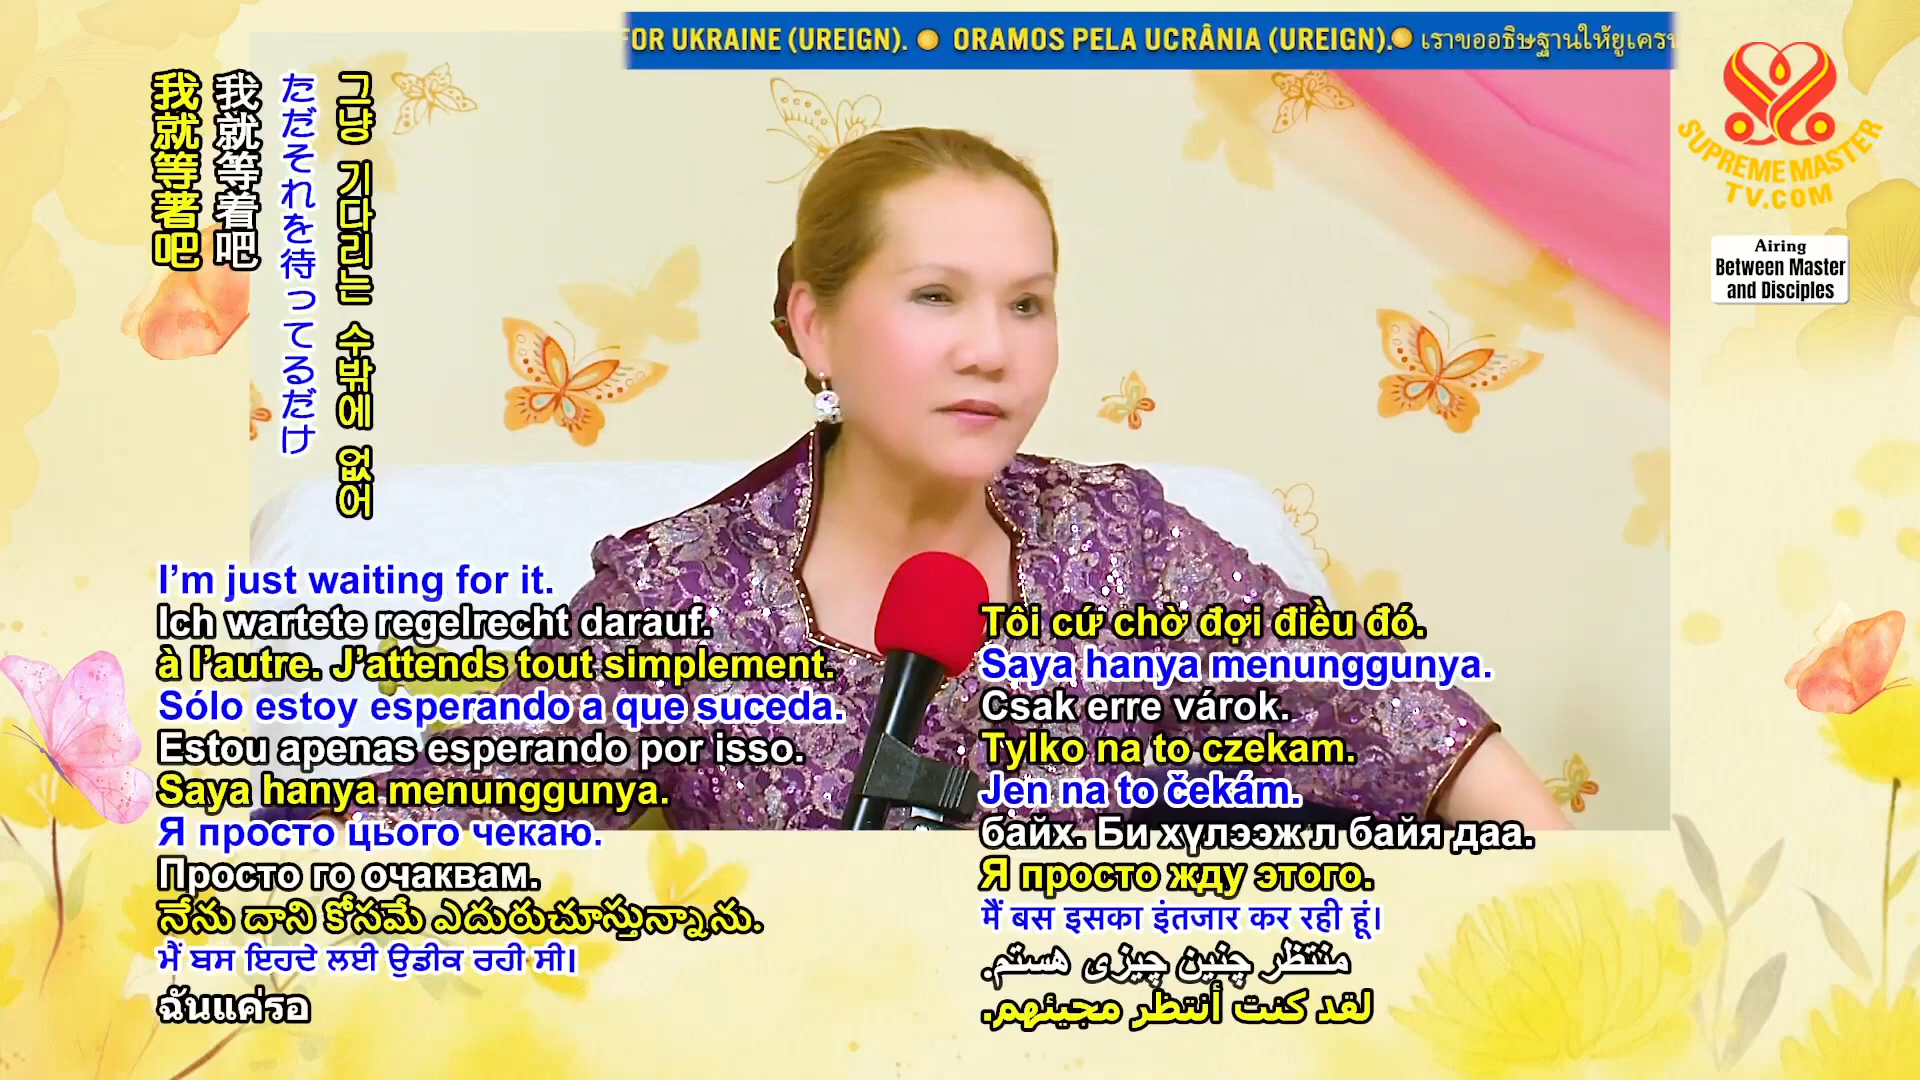 OR UKRAINE (UREIGN). ORAMOS PELA UCRÂNIA (UREIGN). เราขออธิษฐานให้ยูเคร
SUPREME MASTER
TV.COM
Airing
Between Master
and Disciples
我就等著吧
我就等着吧
ただそれを待ってるだけ
그냥 기다리는 수밖에 없어
I’m just waiting for it.
Ich wartete regelrecht darauf.
à l’autre. J’attends tout simplement.
Sólo estoy esperando a que suceda.
Estou apenas esperando por isso.
Saya hanya menunggunya.
Я просто цього чекаю.
Просто го очаквам.
నేను దాని కోసమే ఎదురుచూస్తున్నాను.
ਮੈਂ ਬਸ ਇਹਦੇ ਲਈ ਉਡੀਕ ਰਹੀ ਸੀ।
ฉันแค่รอ
Tôi cứ chờ đợi điều đó.
Saya hanya menunggunya.
Csak erre várok.
Tylko na to czekam.
Jen na to čekám.
байх. Би хүлээж л байя даа.
Я просто жду этого.
मैं बस इसका इंतजार कर रही हूं।
منتظر چنین چیزی هستم.
لقد كنت أنتظر مجيئهم.